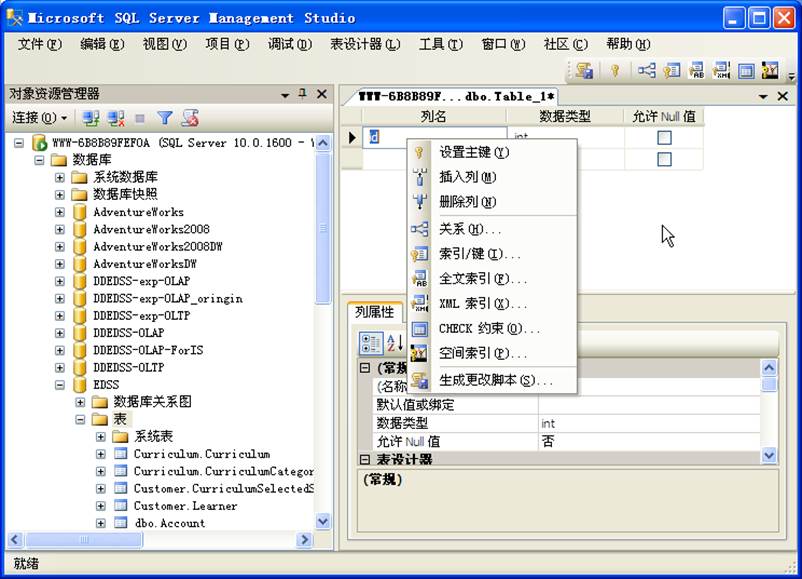 Microsoft SQL Server Management Studio
文件(F) 编辑(E) 视图(V) 项目(P) 调试(D) 表设计器(L) 工具(T) 窗口(W) 社区(C) 帮助(H)
对象资源管理器
连接(O)
WWW-6B8B89FEF0A (SQL Server 10.0.1600 -
数据库
系统数据库
数据库快照
AdventureWorks
AdventureWorks2008
AdventureWorks2008DW
AdventureWorksDW
DDEDSS-exp-OLAP
DDEDSS-exp-OLAP_oringin
DDEDSS-exp-OLTP
DDEDSS-OLAP
DDEDSS-OLAP-ForIS
DDEDSS-OLTP
EDSS
数据库关系图
表
系统表
Curriculum.Curriculum
Curriculum.CurriculumCategor
Customer.CurriculumSelectedS
Customer.Learner
dbo.Account
WWW-6B8B89F...dbo.Table_1*
列名 数据类型 允许 Null 值
int
设置主键(Y)
插入列(M)
删除列(N)
关系(H)...
索引/键(I)...
全文索引(F)...
XML 索引(X)...
CHECK 约束(O)...
空间索引(P)...
生成更改脚本(S)...
列属性
(常规
(名称
默认值或绑定
数据类型 int
允许 Null 值 否
表设计器
(常规)
就绪